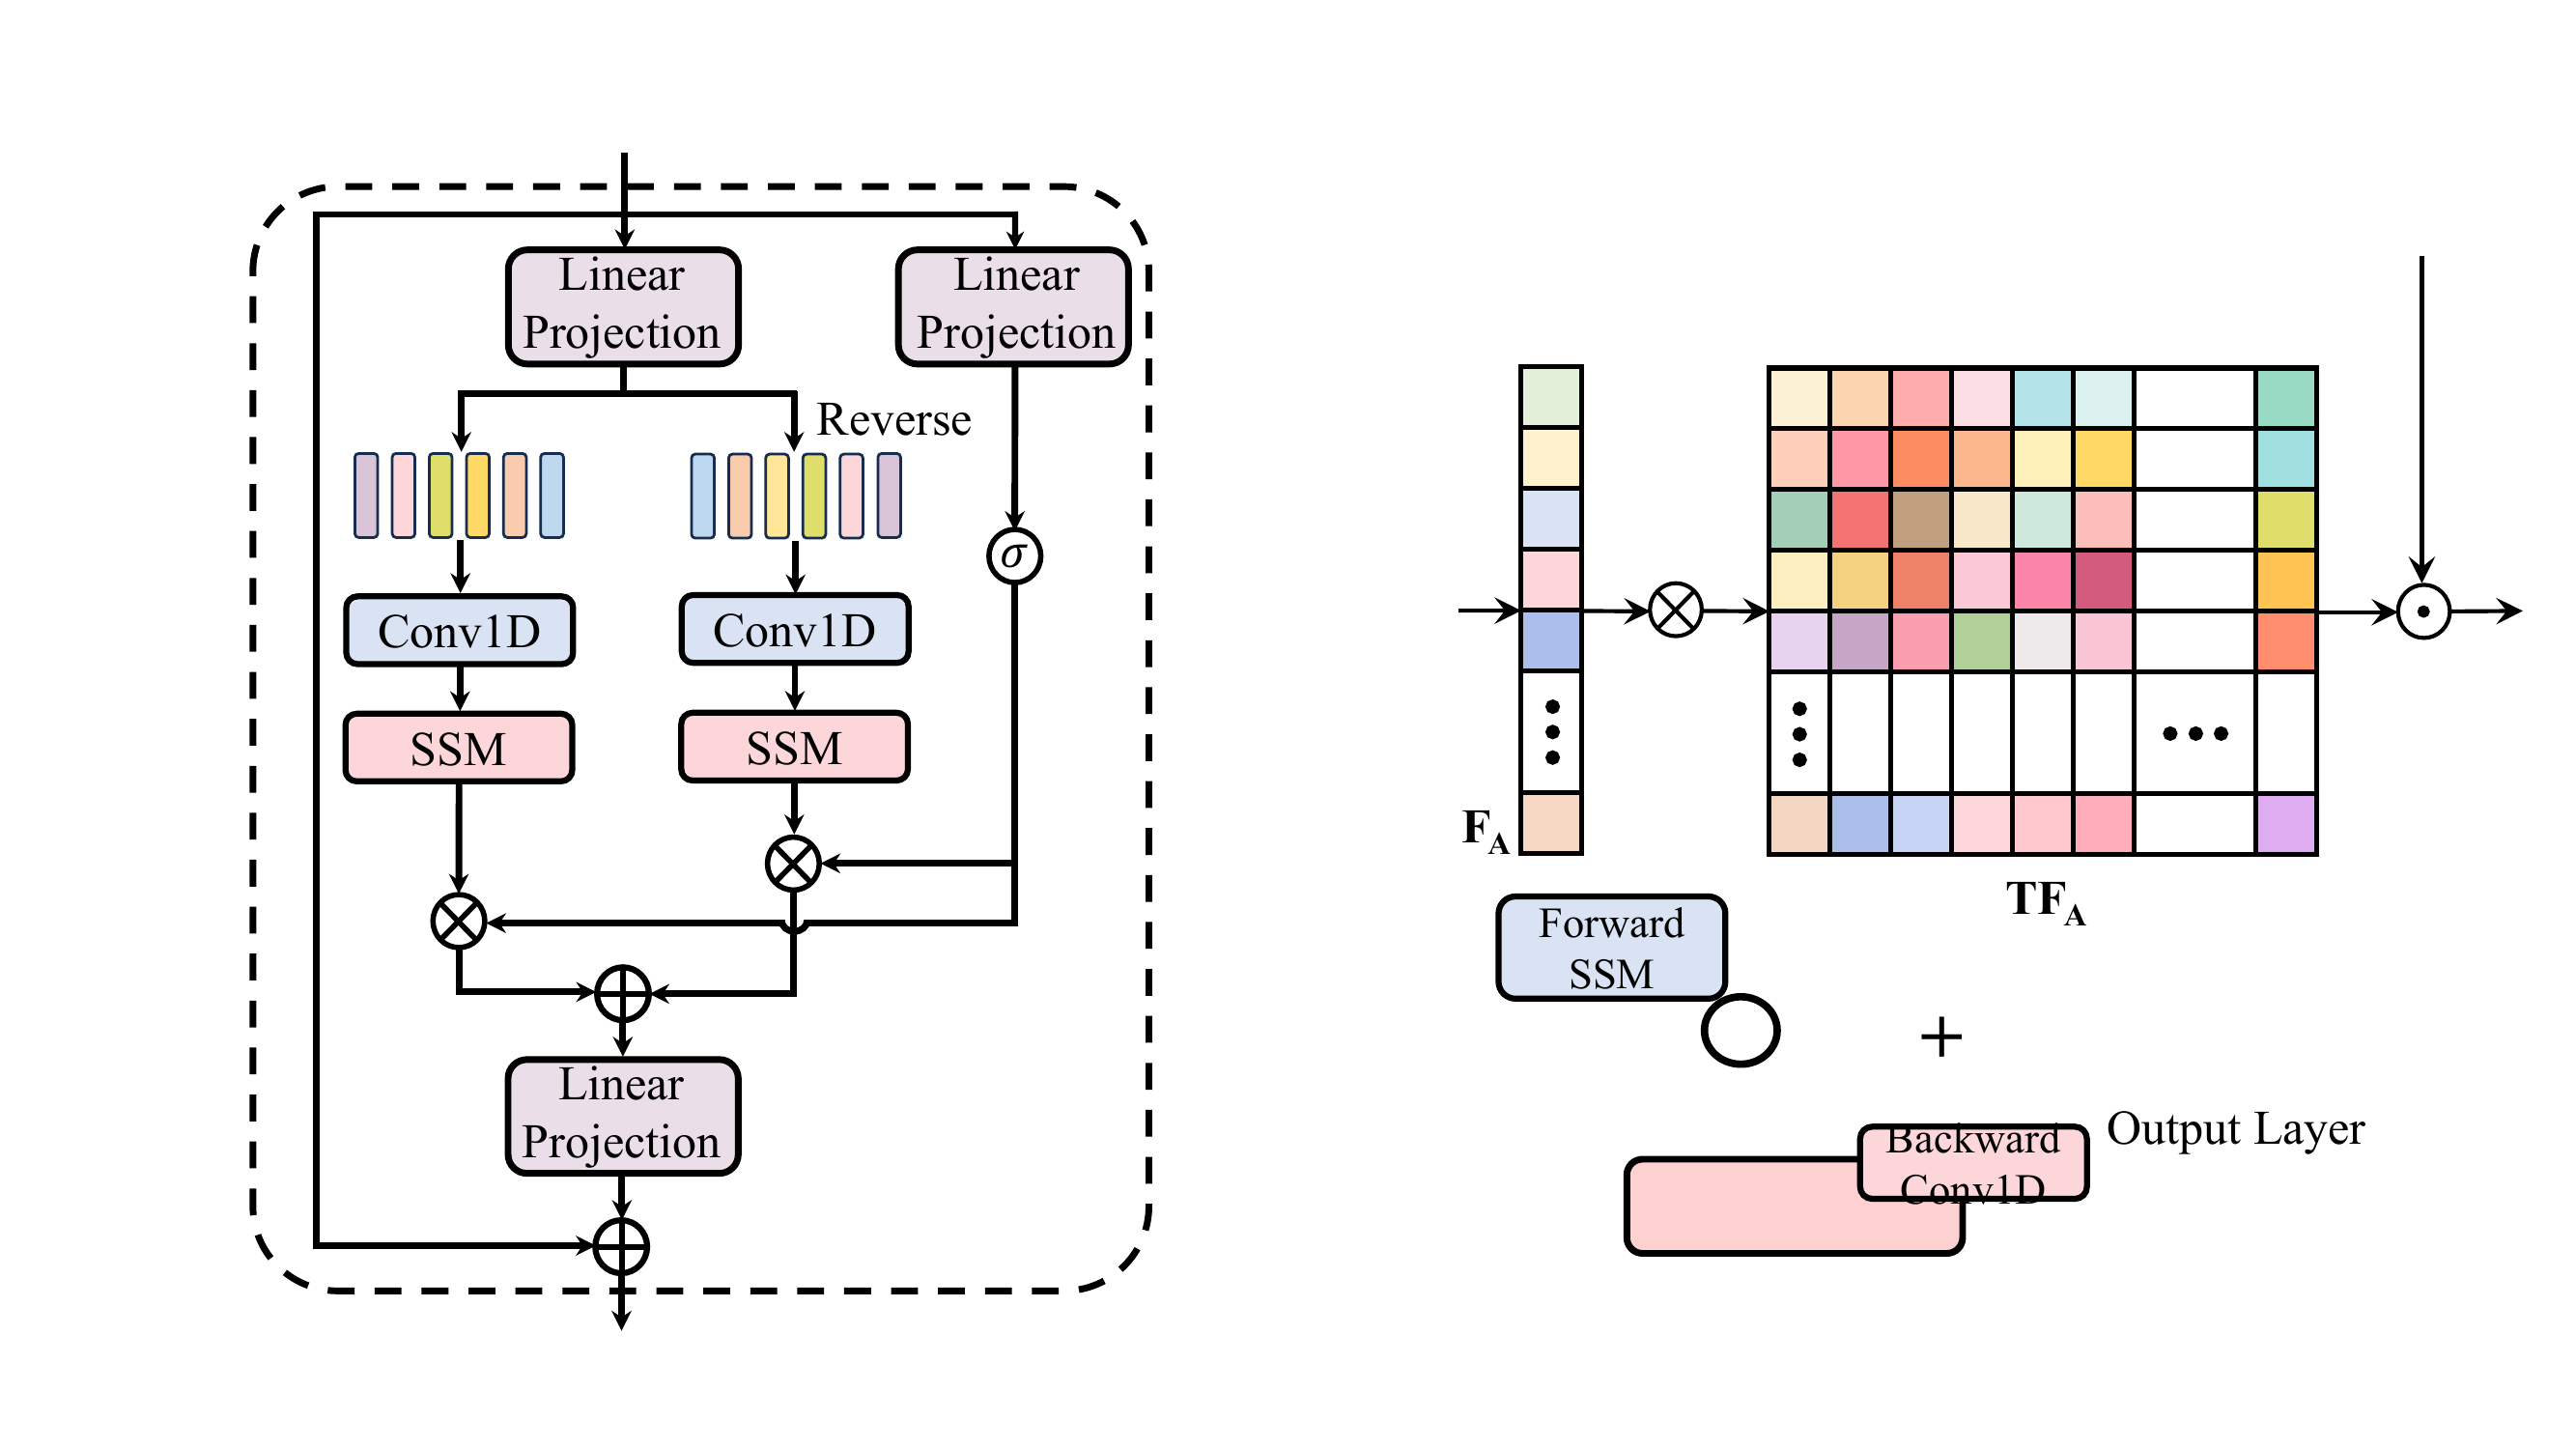 Linear
Projection
Linear
Projection
Reverse
σ
Conv1D
Conv1D
SSM
SSM
Linear
Projection
F_A
TF_A
Forward
SSM
+
Backward
Conv1D
Output Layer